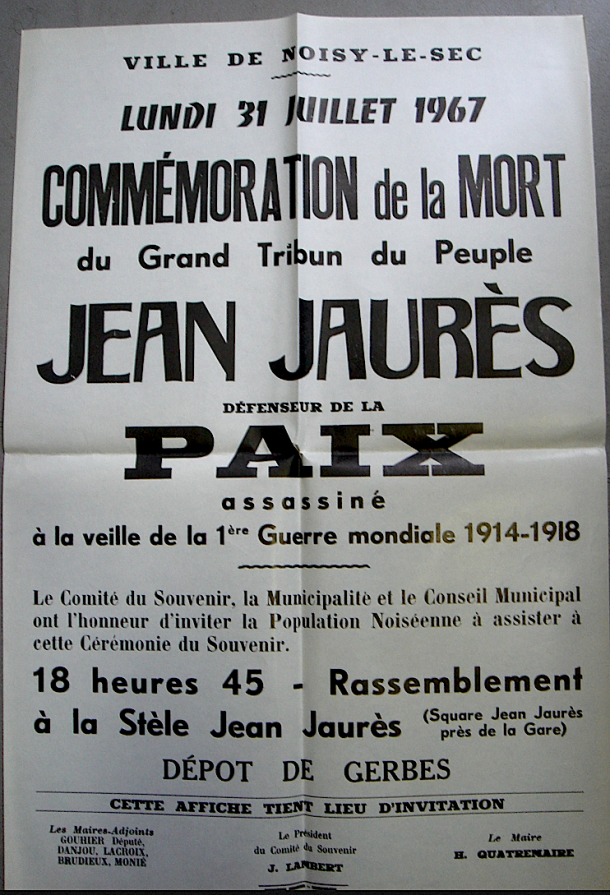 VILLE DE NOISY-LE-SEC
LUNDI 31 JUILLET 1967
COMMÉMORATION de la MORT
du Grand Tribun du Peuple
JEAN JAURÈS
DÉFENSEUR DE LA
PAIX
assassiné
à la veille de la 1ère Guerre mondiale 1914-1918
Le Comité du Souvenir, la Municipalité et le Conseil Municipal
ont l'honneur d'inviter la Population Noiséenne à assister à
cette Cérémonie du Souvenir.
18 heures 45 - Rassemblement
à la Stèle Jean Jaurès (Square Jean Jaurès
près de la Gare)
DÉPOT DE GERBES
CETTE AFFICHE TIENT LIEU D'INVITATION
Les Maires-Adjoints
GOUHIER Député,
DANJOU, LACROIX,
BRUDIEUX, MONIÉ
Le Président
du Comité du Souvenir
J. LAMBERT
Le Maire
H. QUATREMAIRE